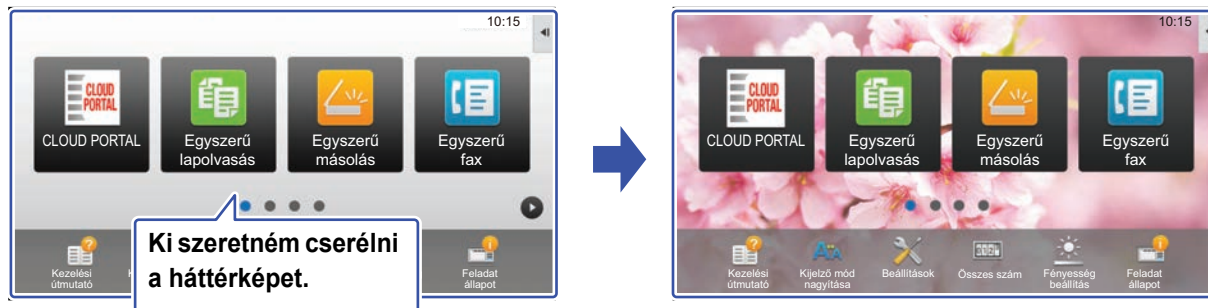 10:15
CLOUD
PORTAL
CLOUD PORTAL
Egyszerű
lapolvasás
Egyszerű
másolás
Egyszerű
fax
Ki szeretném cserélni
a háttérképet.
Kezelési
útmutató
K
Feladat
állapot
10:15
CLOUD
PORTAL
CLOUD PORTAL
Egyszerű
lapolvasás
Egyszerű
másolás
Egyszerű
fax
Kezelési
útmutató
Kijelző mód
nagyítása
Beállítások
Összes szám
Fényesség
beállítás
Feladat
állapot